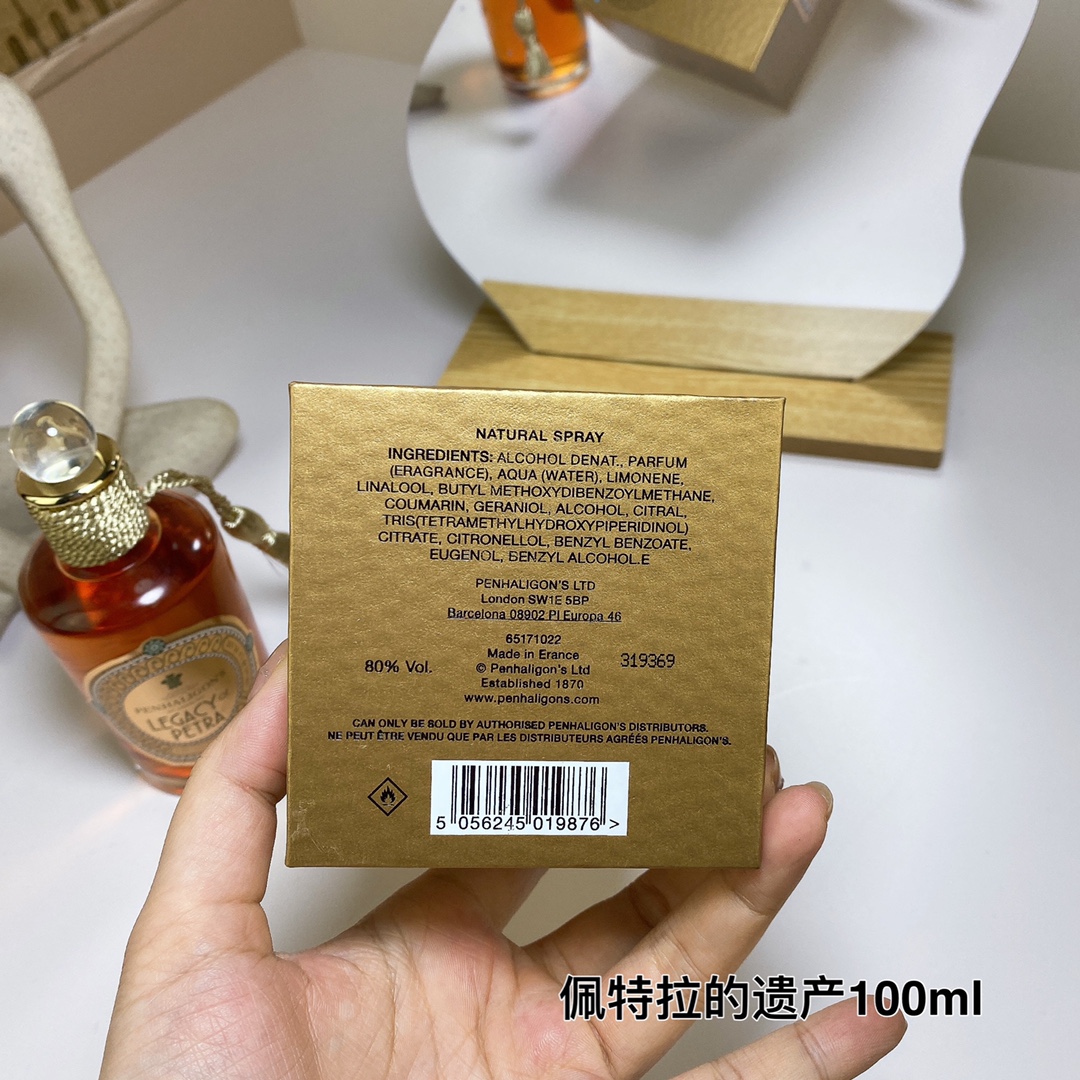 NATURAL SPRAY
INGREDIENTS: ALCOHOL DENAT., PARFUM
(ERAGRANCE), AQUA (WATER), LIMONENE,
LINALOOL, BUTYL METHOXYDIBENZOYLMETHANE,
COUMARIN, GERANIOL, ALCOHOL, CITRAL,
TRIS(TETRAMETHYLHYDROXYPIPERIDINOL)
CITRATE, CITRONELLOL, BENZYL BENZOATE,
EUGENOL, BENZYL ALCOHOL.E
PENHALIGON'S LTD
London SW1E 5BP
Barcelona 08902 Pl Europa 46
65171022
Made in Erance
80% Vol.
© Penhaligon's Ltd
319369
Established 1870
www.penhaligons.com
CAN ONLY BE SOLD BY AUTHORISED PENHALIGON'S DISTRIBUTORS.
NE PEUT ÊTRE VENDU QUE PAR LES DISTRIBUTEURS AGRÉÉS PENHALIGON'S.
5 056245 019876 >
PENHALIGON'S
LEGACY OF
PETRA
佩特拉的遗产100ml